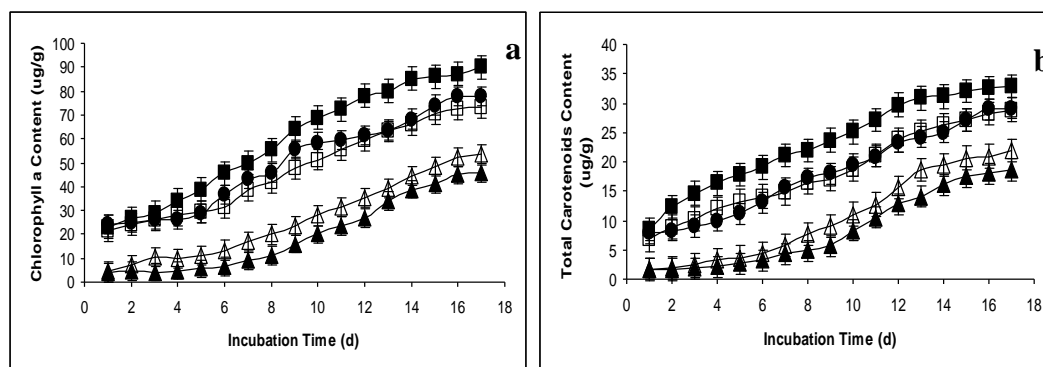 a
Chlorophyll a Content (ug/g)
100
90
80
70
60
50
40
30
20
10
0
0 2 4 6 8 10 12 14 16 18
Incubation Time (d)
b
Total Carotenoids Content
(ug/g)
40
35
30
25
20
15
10
5
0
0 2 4 6 8 10 12 14 16 18
Incubation Time (d)